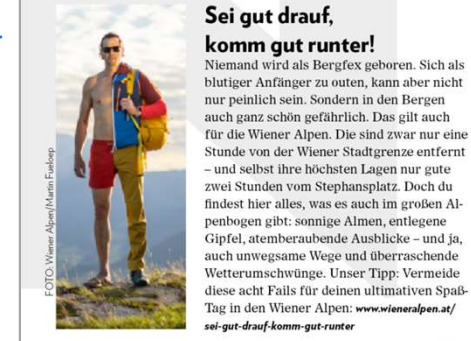 Sei gut drauf,
komm gut runter!
Niemand wird als Bergfex geboren. Sich als
blutiger Anfänger zu outen, kann aber nicht
nur peinlich sein. Sondern in den Bergen
auch ganz schön gefährlich. Das gilt auch
für die Wiener Alpen. Die sind zwar nur eine
Stunde von der Wiener Stadtgrenze entfernt
– und selbst ihre höchsten Lagen nur gute
zwei Stunden vom Stephansplatz. Doch du
findest hier alles, was es auch im großen Al-
penbogen gibt: sonnige Almen, entlegene
Gipfel, atemberaubende Ausblicke – und ja,
auch unwegsame Wege und überraschende
Wetterumschwünge. Unser Tipp: Vermeide
diese acht Fails für deinen ultimativen Spaß-
Tag in den Wiener Alpen: www.wieneralpen.at/
sei-gut-drauf-komm-gut-runter
FOTO: Wiener Alpen/Martin Fueloep